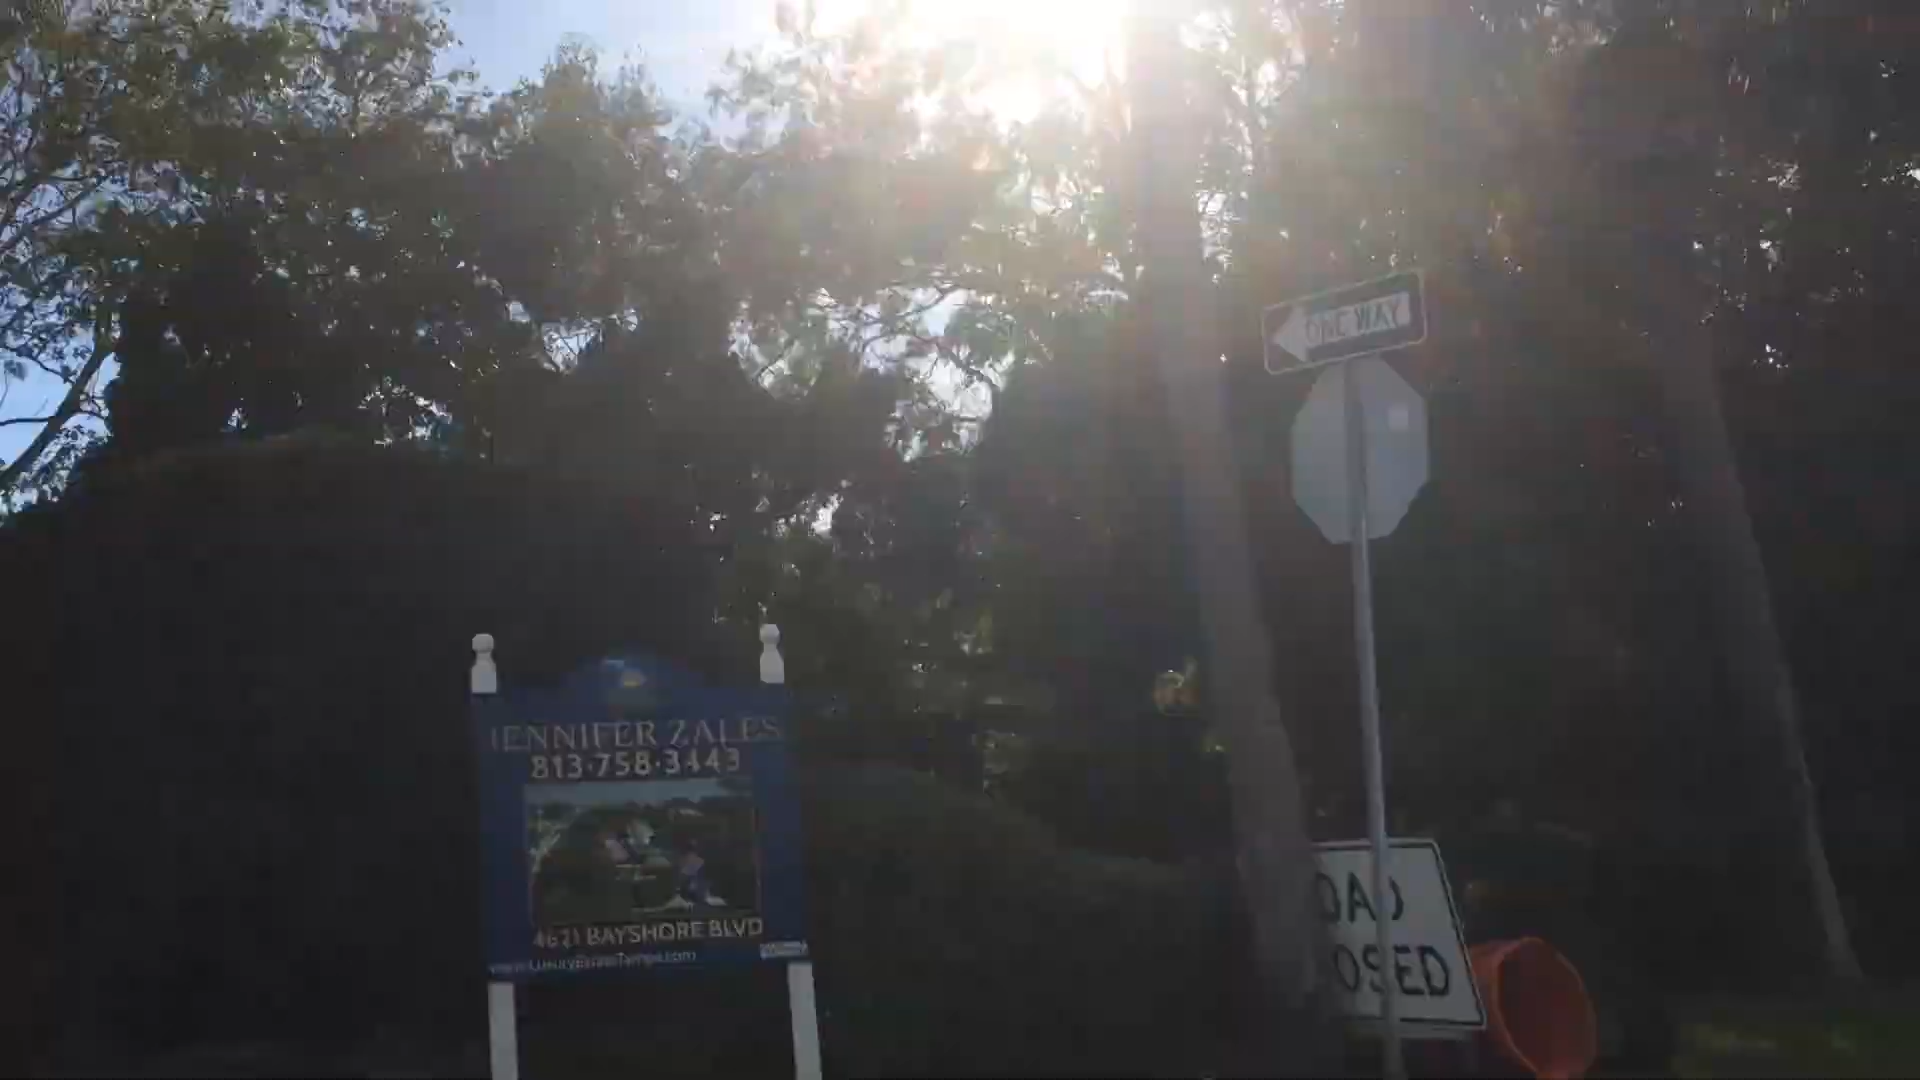 ONE WAY
JENNIFER ZALES
813·758·3443
4621 BAYSHORE BLVD
OAD
OSED